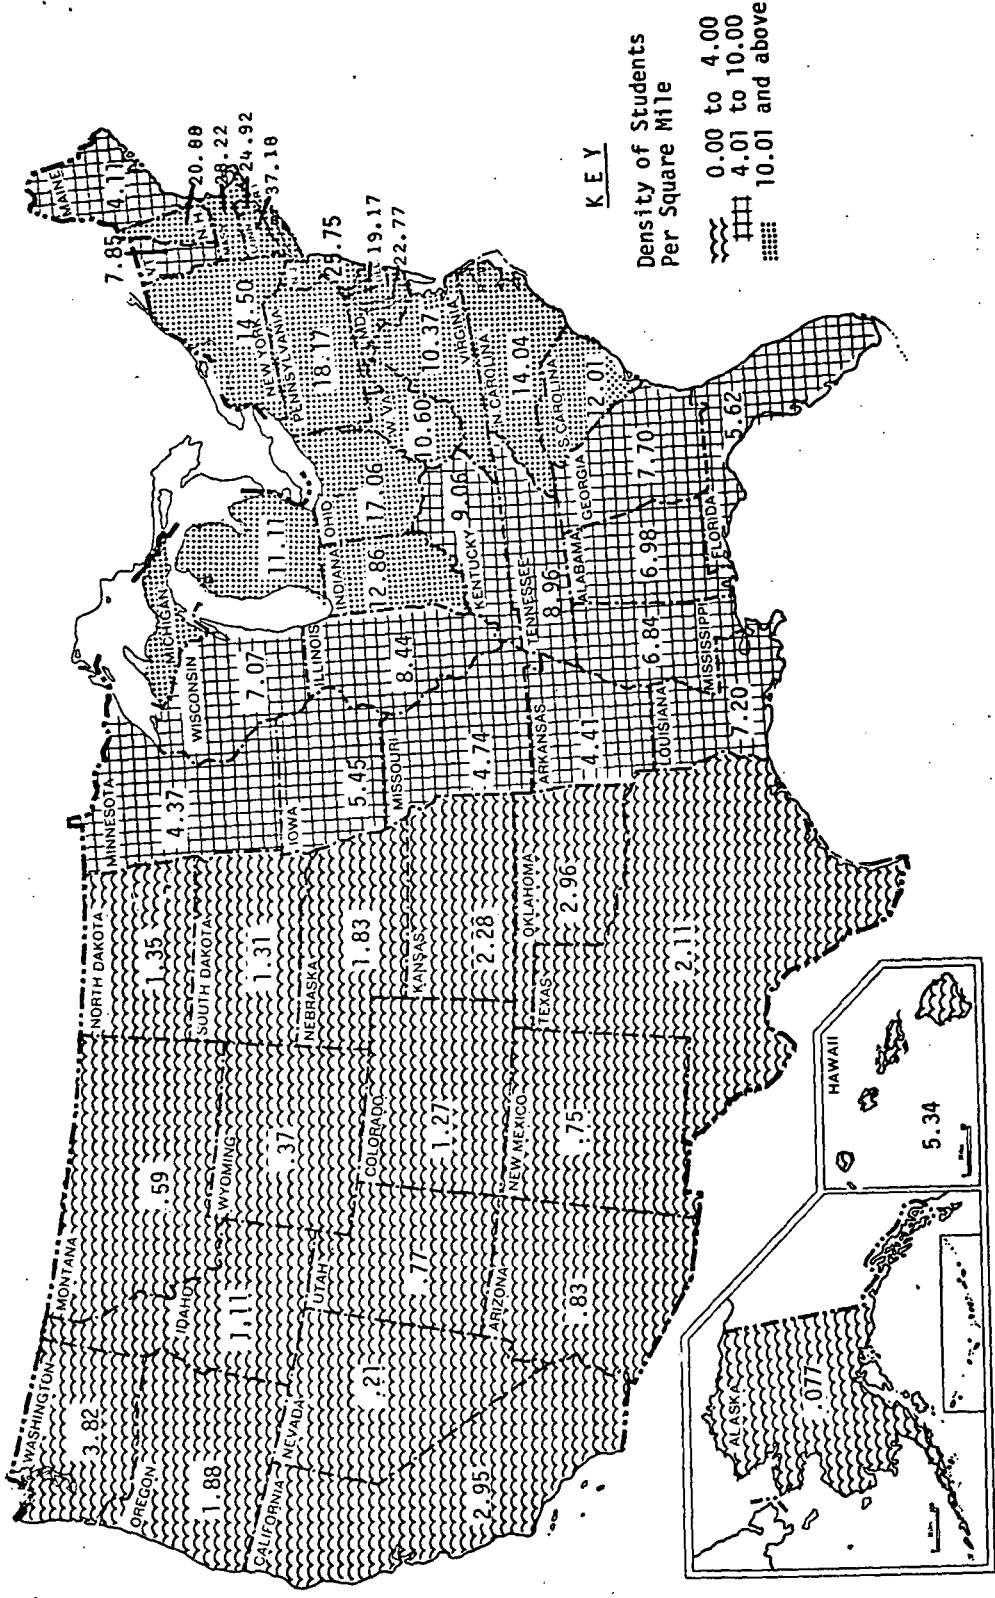 WASHINGTON
3.82
OREGON
1.88
CALIFORNIA
2.95
NEVADA
.21
IDAHO
1.11
MONTANA
.59
WYOMING
.37
UTAH
.77
ARIZONA
.83
COLORADO
1.27
NEW MEXICO
.75
NORTH DAKOTA
1.35
SOUTH DAKOTA
1.31
NEBRASKA
1.83
KANSAS
2.28
OKLAHOMA
2.96
TEXAS
2.11
MINNESOTA
4.37
IOWA
5.45
MISSOURI
4.74
ARKANSAS
4.41
LOUISIANA
7.20
WISCONSIN
7.07
ILLINOIS
8.44
MICHIGAN
11.11
INDIANA
12.86
OHIO
17.06
KENTUCKY
9.06
TENNESSEE
8.96
MISSISSIPPI
6.84
ALABAMA
6.98
GEORGIA
7.70
FLORIDA
5.62
S CAROLINA
12.01
N CAROLINA
14.04
VIRGINIA
10.37
W VA
10.60
MD
PENNSYLVANIA
18.17
NEW YORK
14.50
N J
VT
7.85
N H
MAINE
4.11
20.88
24.92
37.18
25.75
19.17
22.77
ALASKA
.077
HAWAII
5.34
KEY
Density of Students
Per Square Mile
0.00 to 4.00
4.01 to 10.00
10.01 and above